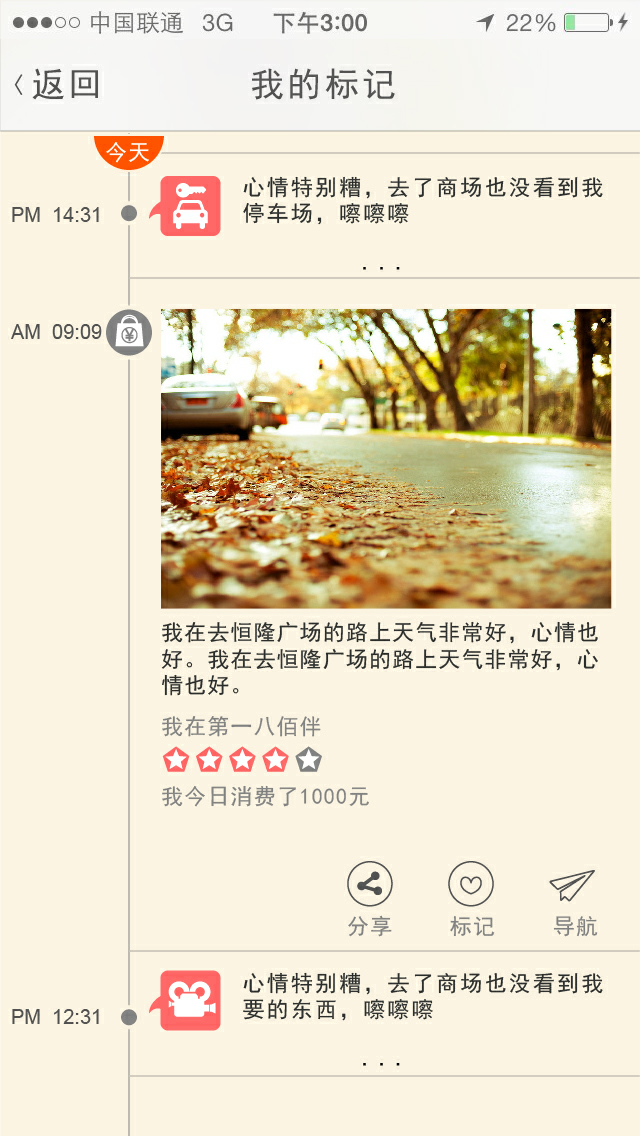 中国联通 3G 下午3:00 22%
返回 我的标记
今天
PM 14:31
心情特别糟，去了商场也没看到我
停车场，嚓嚓嚓
...
AM 09:09
¥
我在去恒隆广场的路上天气非常好，心情也
好。我在去恒隆广场的路上天气非常好，心
情也好。
我在第一八佰伴
我今日消费了1000元
分享 标记 导航
PM 12:31
心情特别糟，去了商场也没看到我
要的东西，嚓嚓嚓
...